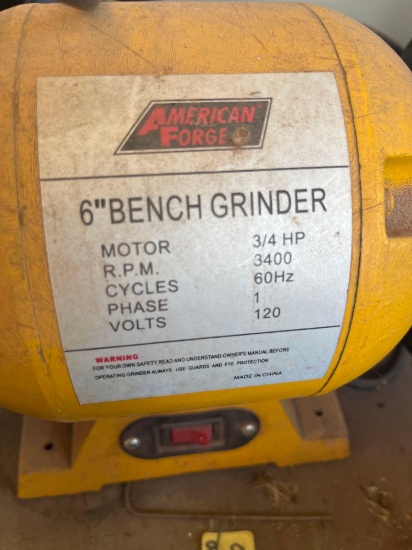 AMERICAN
FORGE
6"BENCH GRINDER
MOTOR 3/4 HP
R.P.M. 3400
CYCLES 60Hz
PHASE 1
VOLTS 120
WARNING
FOR YOUR OWN SAFETY, READ AND UNDERSTAND OWNER'S MANUAL BEFORE
OPERATING GRINDER ALWAYS USE GUARDS AND EYE PROTECTION
MADE IN CHINA